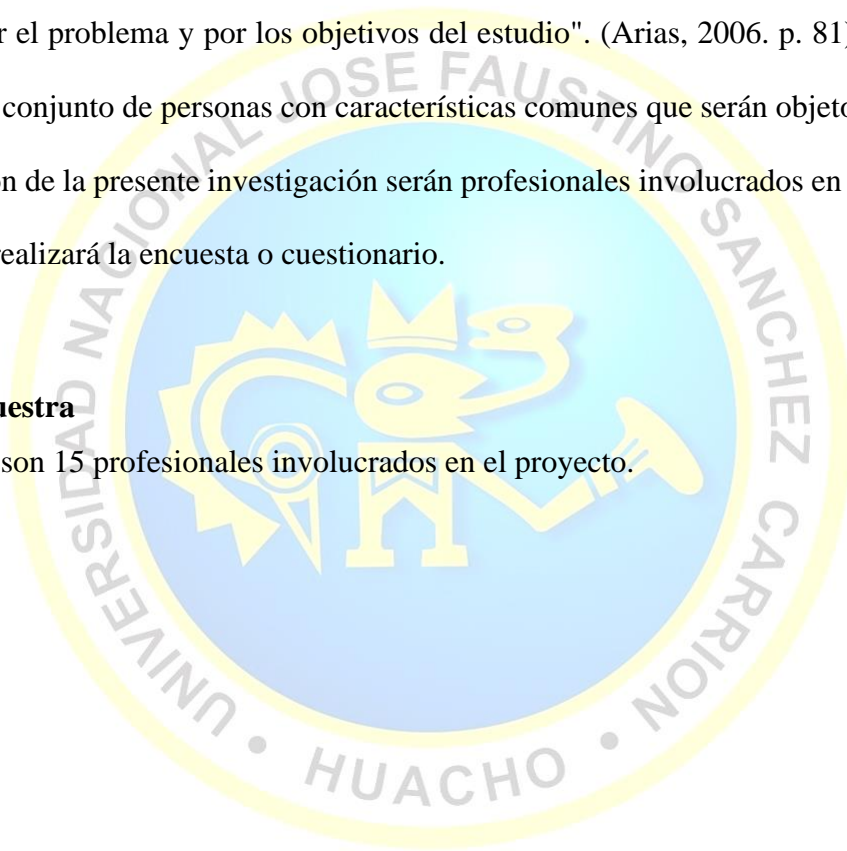 r el problema y por los objetivos del estudio". (Arias, 2006. p. 81)
conjunto de personas con características comunes que serán objeto
n de la presente investigación serán profesionales involucrados en
realizará la encuesta o cuestionario.
uestra
son 15 profesionales involucrados en el proyecto.
UNIVERSIDAD NACIONAL JOSE FAUSTINO SANCHEZ CARRION • HUACHO •